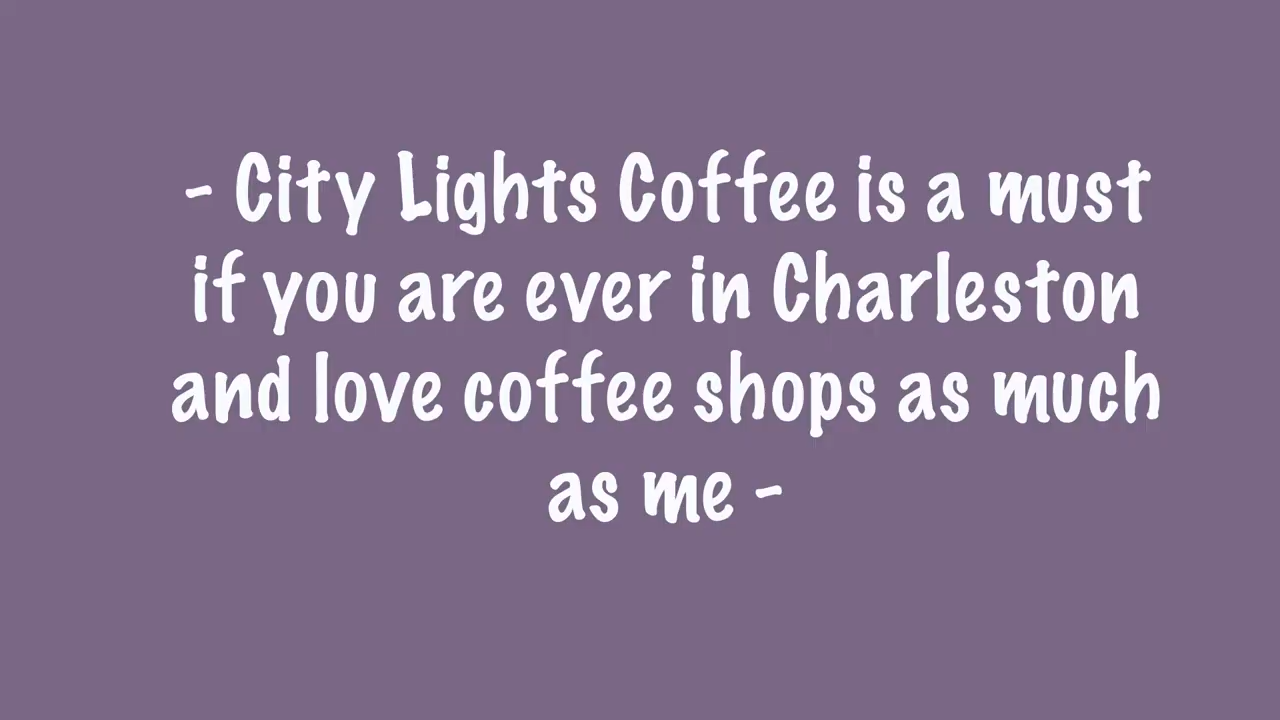 - City Lights Coffee is a must
if you are ever in Charleston
and love coffee shops as much
as me -